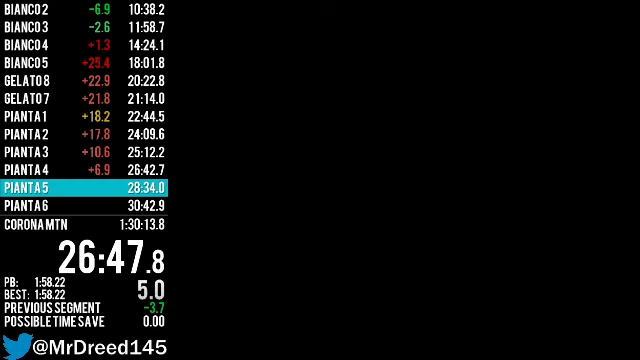 BIANCO 2 -6.9 10:38.2
BIANCO 3 -2.6 11:58.7
BIANCO 4 +1.3 14:24.1
BIANCO 5 +25.4 18:01.8
GELATO 8 +22.9 20:22.8
GELATO 7 +21.8 21:14.0
PIANTA 1 +18.2 22:44.5
PIANTA 2 +17.8 24:09.6
PIANTA 3 +10.6 25:12.2
PIANTA 4 +6.9 26:42.7
PIANTA 5 28:34.0
PIANTA 6 30:42.9
CORONA MTN 1:30:13.8
26:47.8
PB: 1:58.22
BEST: 1:58.22 5.0
PREVIOUS SEGMENT -3.7
POSSIBLE TIME SAVE 0.00
@MrDreed145